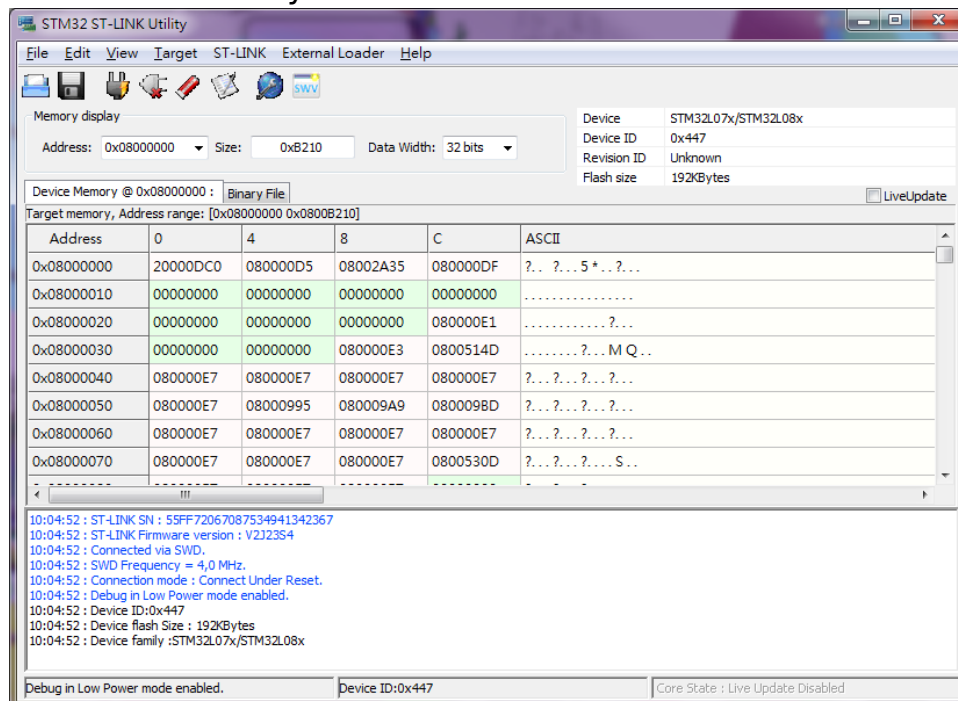 STM32 ST-LINK Utility
File Edit View Target ST-LINK External Loader Help
SWV
Memory display
Address: 0x08000000 Size: 0xB210 Data Width: 32 bits
Device STM32L07x/STM32L08x
Device ID 0x447
Revision ID Unknown
Flash size 192KBytes
Device Memory @ 0x08000000 : Binary File
LiveUpdate
Target memory, Address range: [0x08000000 0x0800B210]
Address 0 4 8 C ASCII
0x08000000 20000DC0 080000D5 08002A35 080000DF ?.. ?...5*..?...
0x08000010 00000000 00000000 00000000 00000000 ................
0x08000020 00000000 00000000 00000000 080000E1 ............?...
0x08000030 00000000 00000000 080000E3 0800514D ........?...MQ..
0x08000040 080000E7 080000E7 080000E7 080000E7 ?...?...?...?...
0x08000050 080000E7 08000995 080009A9 080009BD ?...?...?...?...
0x08000060 080000E7 080000E7 080000E7 080000E7 ?...?...?...?...
0x08000070 080000E7 080000E7 080000E7 0800530D ?...?...?....S..
10:04:52 : ST-LINK SN : 55FF72067087534941342367
10:04:52 : ST-LINK Firmware version : V2J23S4
10:04:52 : Connected via SWD.
10:04:52 : SWD Frequency = 4,0 MHz.
10:04:52 : Connection mode : Connect Under Reset.
10:04:52 : Debug in Low Power mode enabled.
10:04:52 : Device ID:0x447
10:04:52 : Device flash Size : 192KBytes
10:04:52 : Device family :STM32L07x/STM32L08x
Debug in Low Power mode enabled. Device ID:0x447 Core State : Live Update Disabled